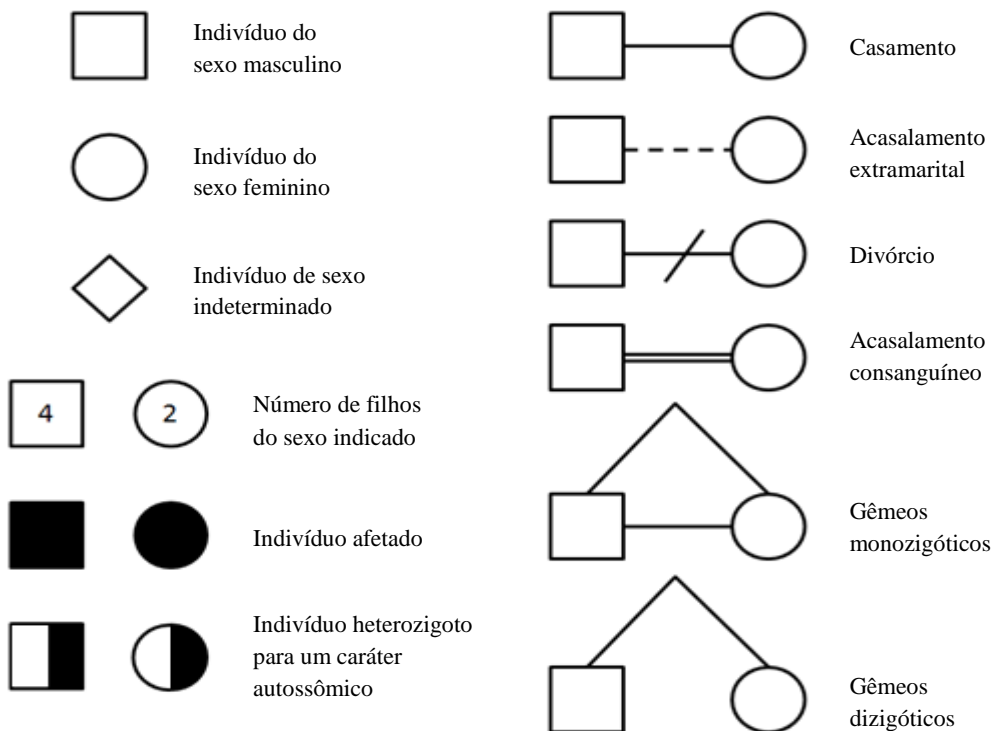 Indivíduo do
sexo masculino
Indivíduo do
sexo feminino
Indivíduo de sexo
indeterminado
4
2
Número de filhos
do sexo indicado
Indivíduo afetado
Indivíduo heterozigoto
para um caráter
autossômico
Casamento
Acasalamento
extramarital
Divórcio
Acasalamento
consanguíneo
Gêmeos
monozigóticos
Gêmeos
dizigóticos